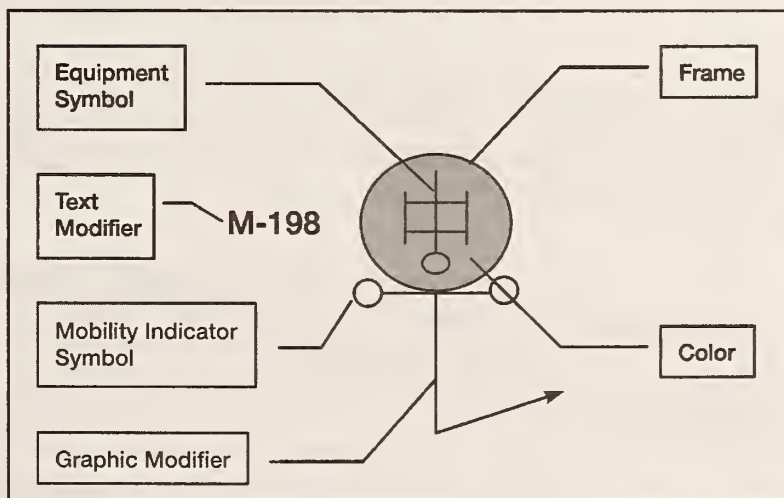 Equipment
Symbol
Frame
Text
Modifier
M-198
Mobility Indicator
Symbol
Color
Graphic Modifier